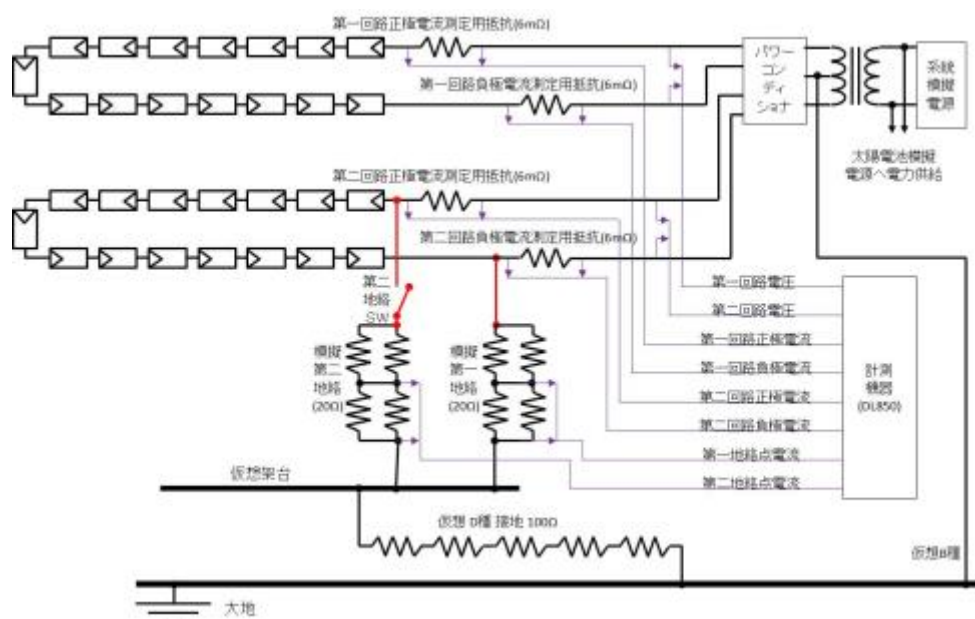 第一回路正極電流測定用抵抗(6mΩ)
第一回路負極電流測定用抵抗(6mΩ)
パワー
コン
ディ
ショナ
系統
模擬
電源
太陽電池模擬
電源へ電力供給
第二回路正極電流測定用抵抗(6mΩ)
第二回路負極電流測定用抵抗(6mΩ)
第二
地絡
SW
模擬
第二
地絡
(20Ω)
模擬
第一
地絡
(20Ω)
第一回路電圧
第二回路電圧
第一回路正極電流
第一回路負極電流
第二回路正極電流
第二回路負極電流
第一地絡点電流
第二地絡点電流
計測
機器
(DL850)
仮想架台
仮想 D種 接地 100Ω
仮想B種
大地